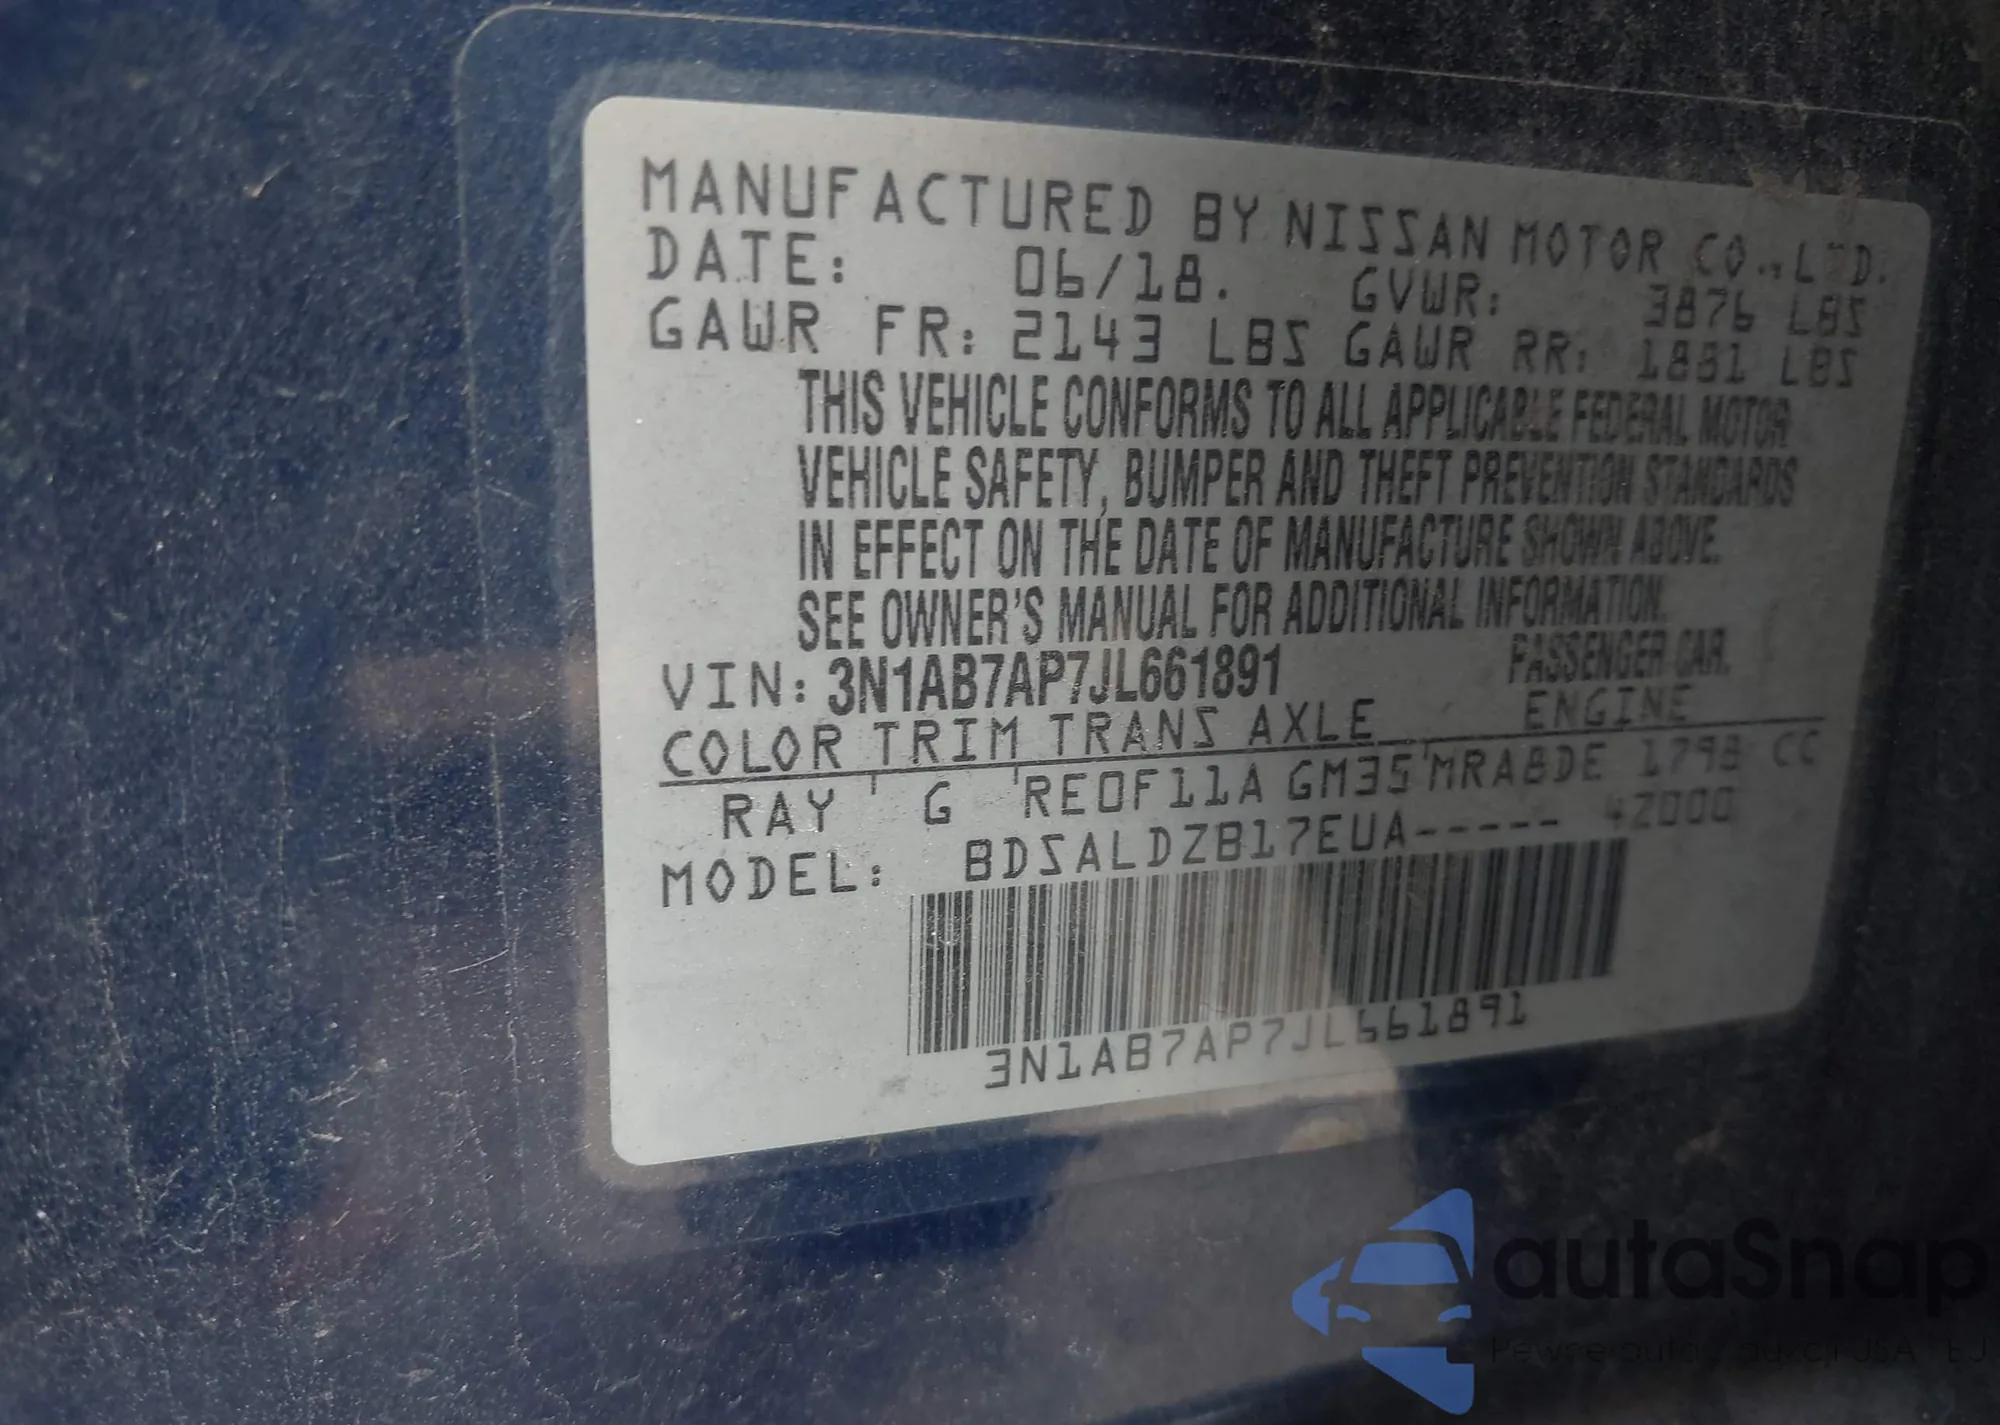 MANUFACTURED BY NISSAN MOTOR CO., LTD.
DATE: 06/18. GVWR: 3876 LBS
GAWR FR: 2143 LBS GAWR RR: 1881 LBS
THIS VEHICLE CONFORMS TO ALL APPLICABLE FEDERAL MOTOR
VEHICLE SAFETY, BUMPER AND THEFT PREVENTION STANDARDS
IN EFFECT ON THE DATE OF MANUFACTURE SHOWN ABOVE.
SEE OWNER'S MANUAL FOR ADDITIONAL INFORMATION.
VIN: 3N1AB7AP7JL661891 PASSENGER CAR.
COLOR TRIM TRANS AXLE ENGINE
RAY G RE0F11A GM35 MRA8DE 1798 CC
MODEL: BDSALDZB17EUA----- 42000
3N1AB7AP7JL661891
autaSnap